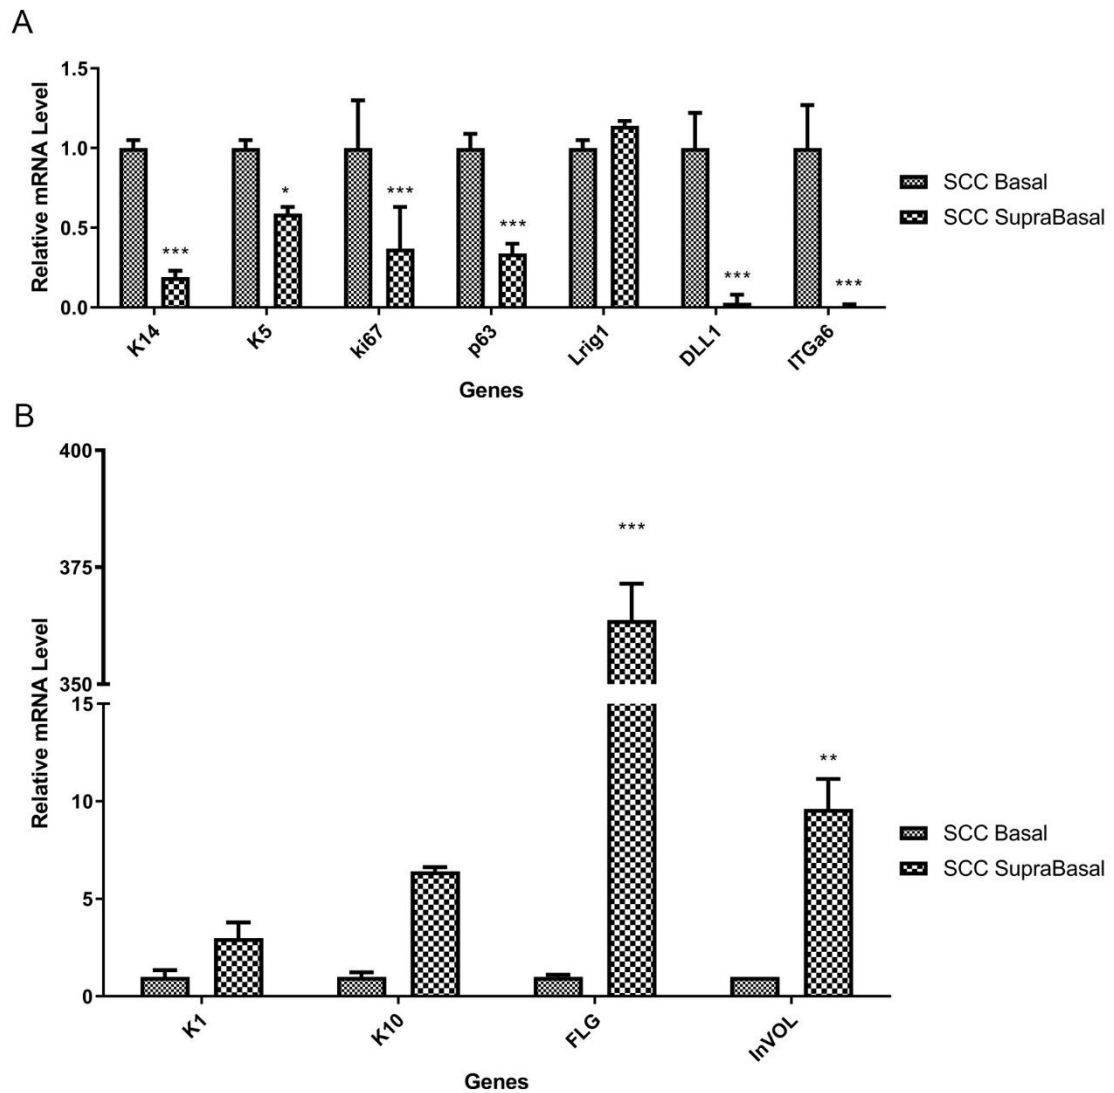 A
1.5
1.0
0.5
0.0
Relative mRNA Level
*** * *** *** *** ***
K14 K5 ki67 p63 Lrig1 DLL1 ITGa6
Genes
SCC Basal
SCC SupraBasal
B
400
375
350
15
10
5
0
Relative mRNA Level
***
**
K1 K10 FLG InVOL
Genes
SCC Basal
SCC SupraBasal